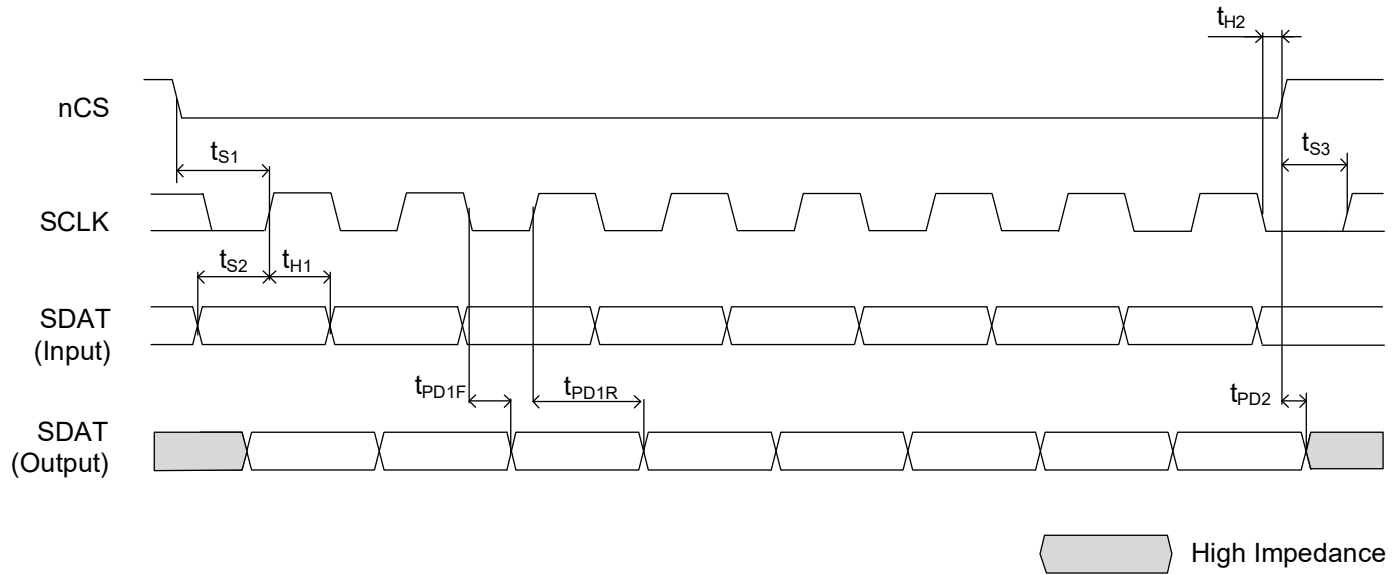 tH2
nCS
tS1
tS3
SCLK
tS2
tH1
SDAT
(Input)
tPD1F
tPD1R
tPD2
SDAT
(Output)
High Impedance